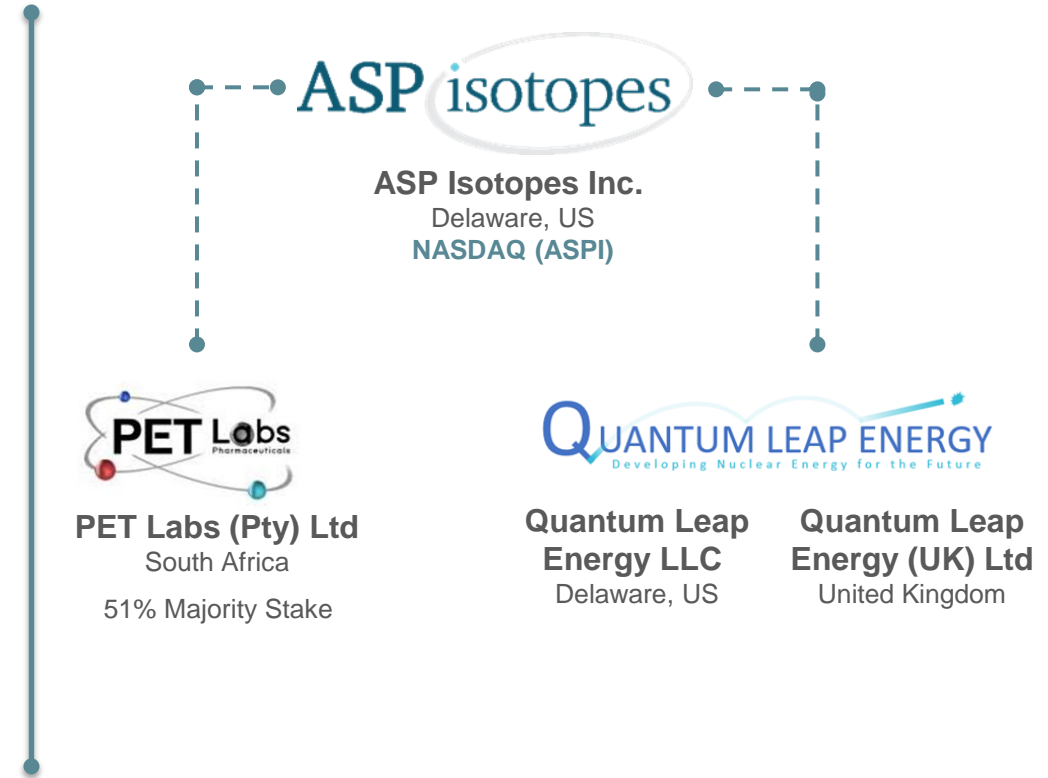 ASP isotopes
ASP Isotopes Inc.
Delaware, US
NASDAQ (ASPI)
PET Labs
Pharmaceuticals
PET Labs (Pty) Ltd
South Africa
51% Majority Stake
QUANTUM LEAP ENERGY
Developing Nuclear Energy for the Future
Quantum Leap
Energy LLC
Delaware, US
Quantum Leap
Energy (UK) Ltd
United Kingdom